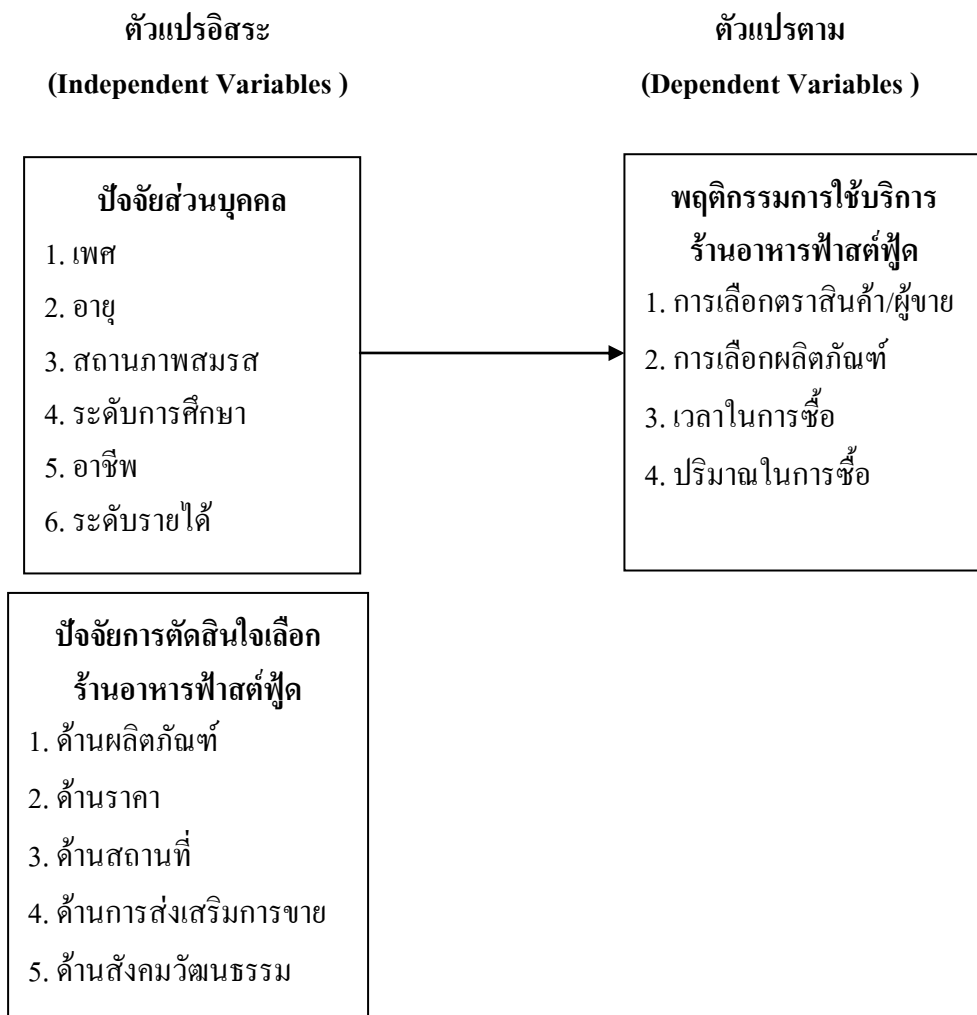 ตัวแปรอิสระ
(Independent Variables )
ตัวแปรตาม
(Dependent Variables )
ปัจจัยส่วนบุคคล
1. เพศ
2. อายุ
3. สถานภาพสมรส
4. ระดับการศึกษา
5. อาชีพ
6. ระดับรายได้
พฤติกรรมการใช้บริการ
ร้านอาหารฟ้าสต์ฟู้ด
1. การเลือกตราสินค้า/ผู้ขาย
2. การเลือกผลิตภัณฑ์
3. เวลาในการซื้อ
4. ปริมาณในการซื้อ
ปัจจัยการตัดสินใจเลือก
ร้านอาหารฟ้าสต์ฟู้ด
1. ด้านผลิตภัณฑ์
2. ด้านราคา
3. ด้านสถานที่
4. ด้านการส่งเสริมการขาย
5. ด้านสังคมวัฒนธรรม